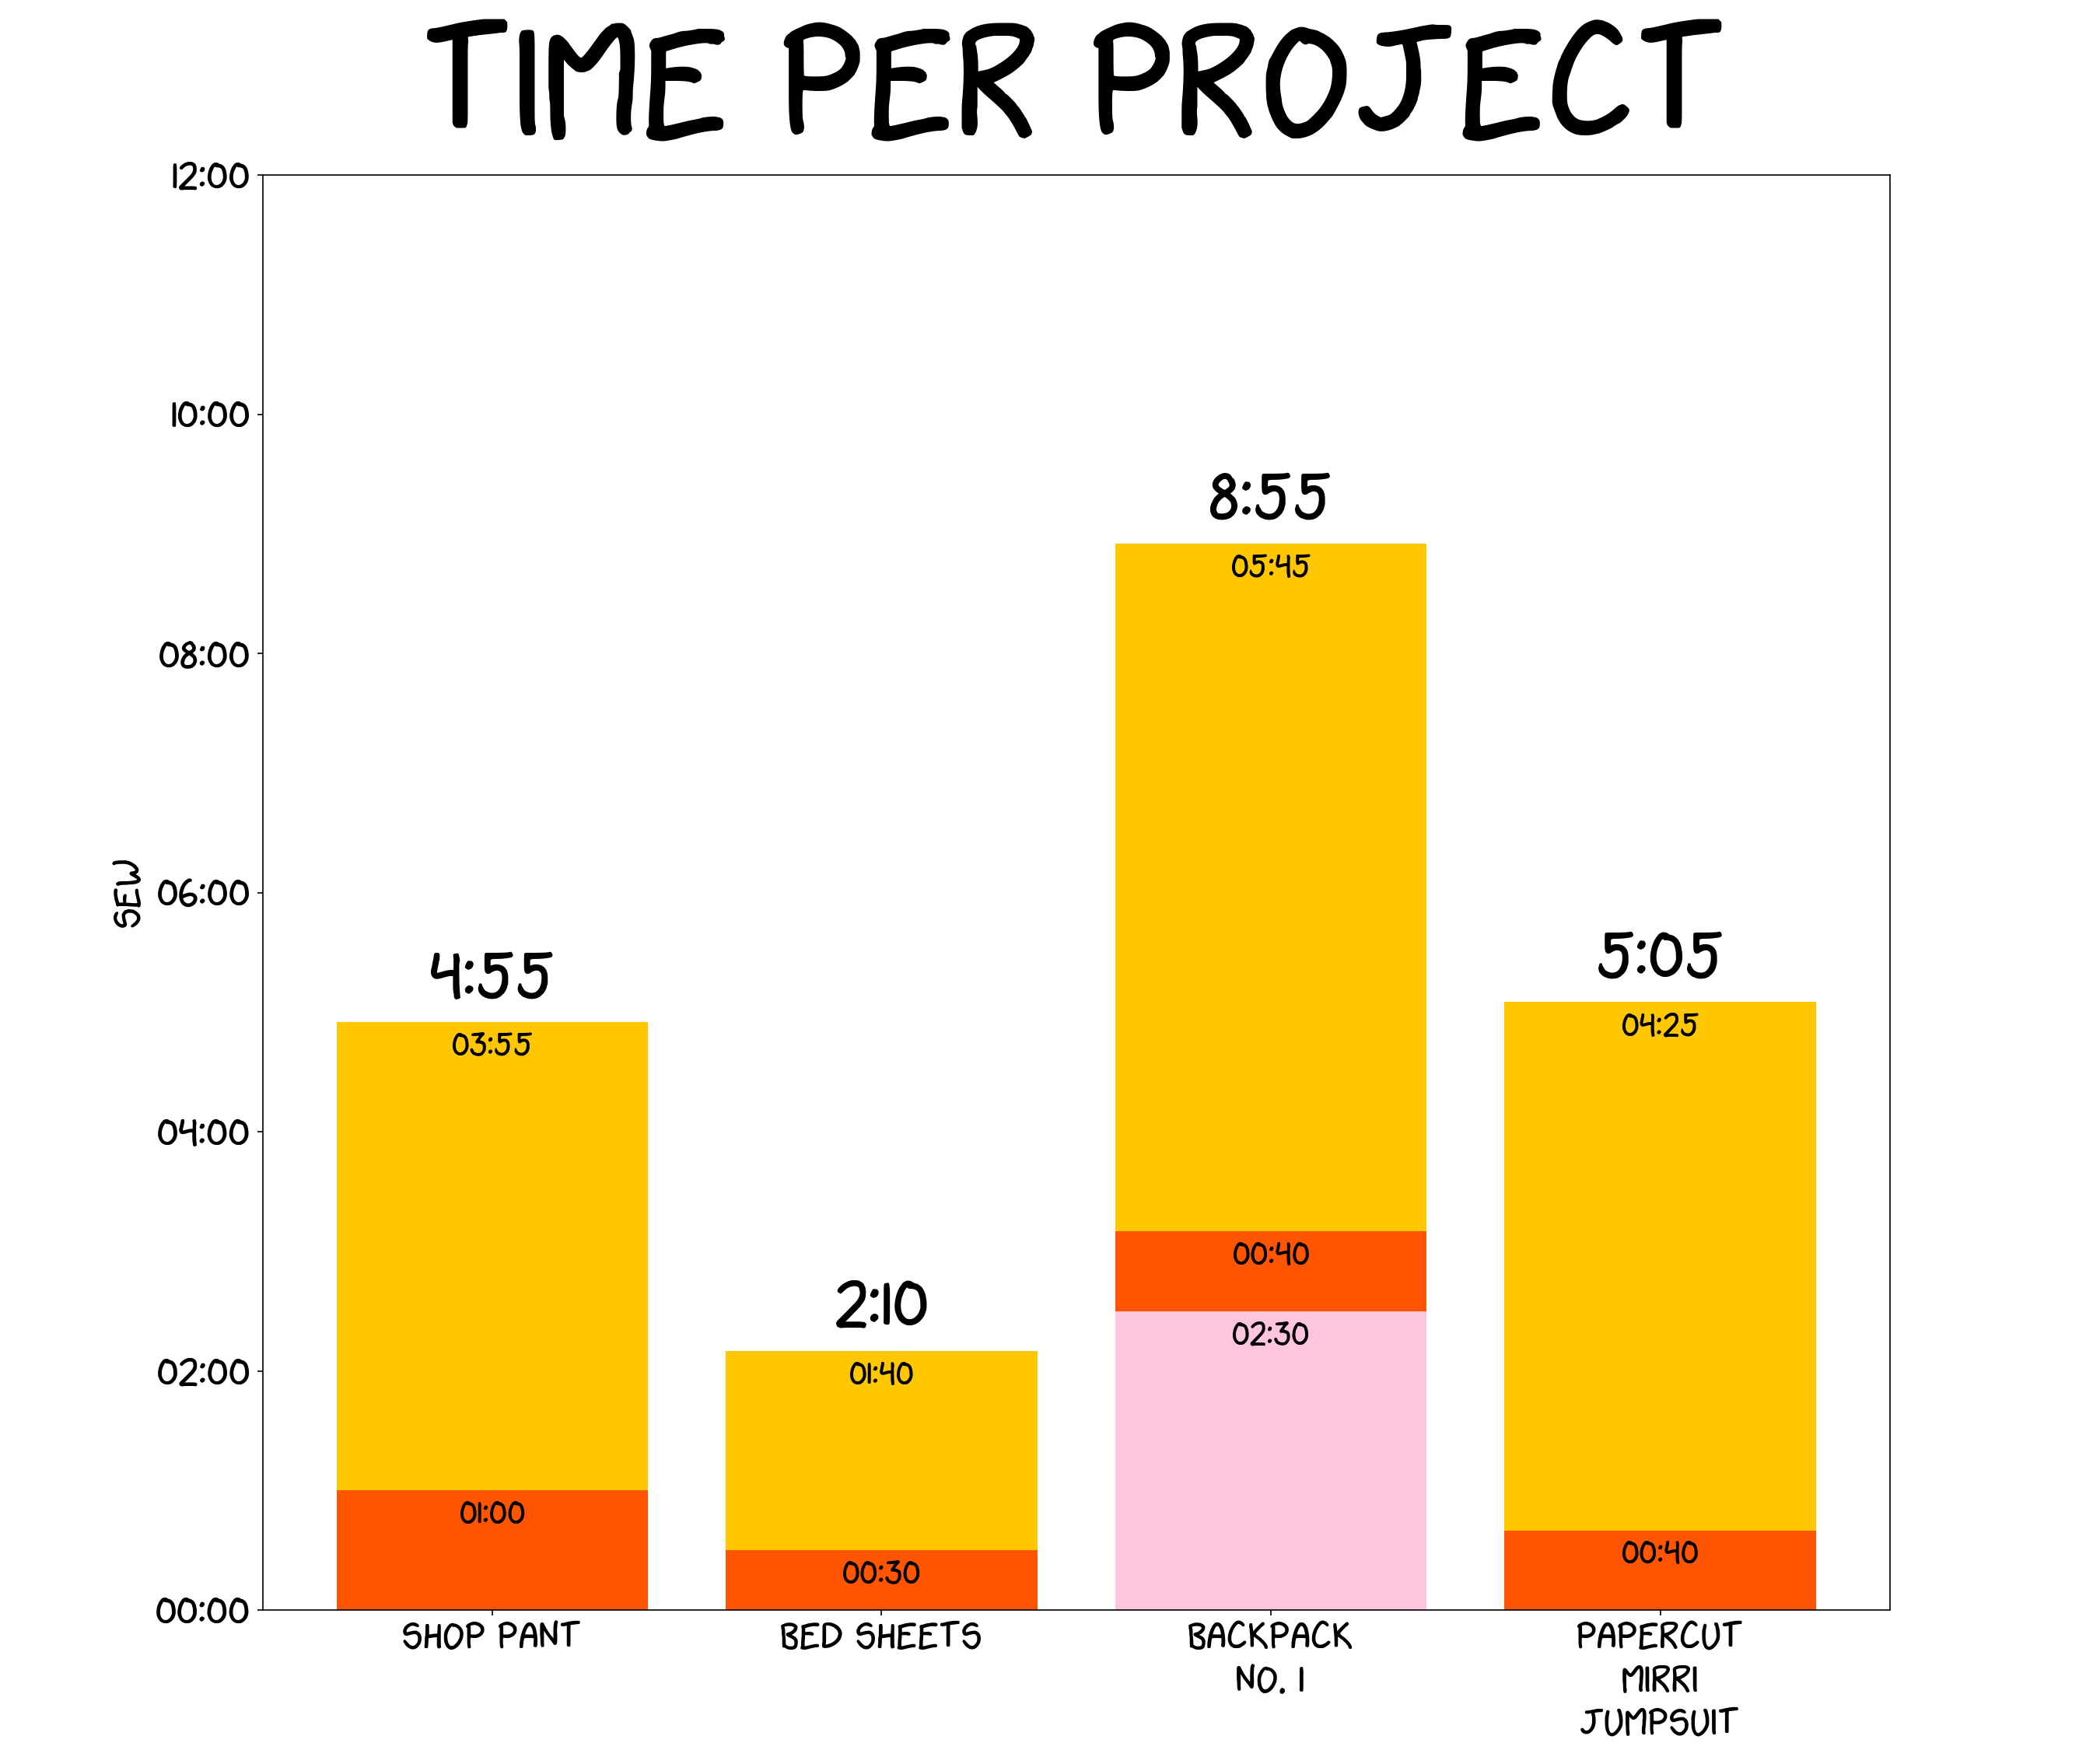 TIME PER PROJECT
12:00
10:00
08:00
06:00
04:00
02:00
00:00
SEW
4:55
03:55
01:00
2:10
01:40
00:30
8:55
05:45
00:40
02:30
5:05
04:25
00:40
SHOP PANT
BED SHEETS
BACKPACK
NO. 1
PAPERCUT
MIRRI
JUMPSUIT